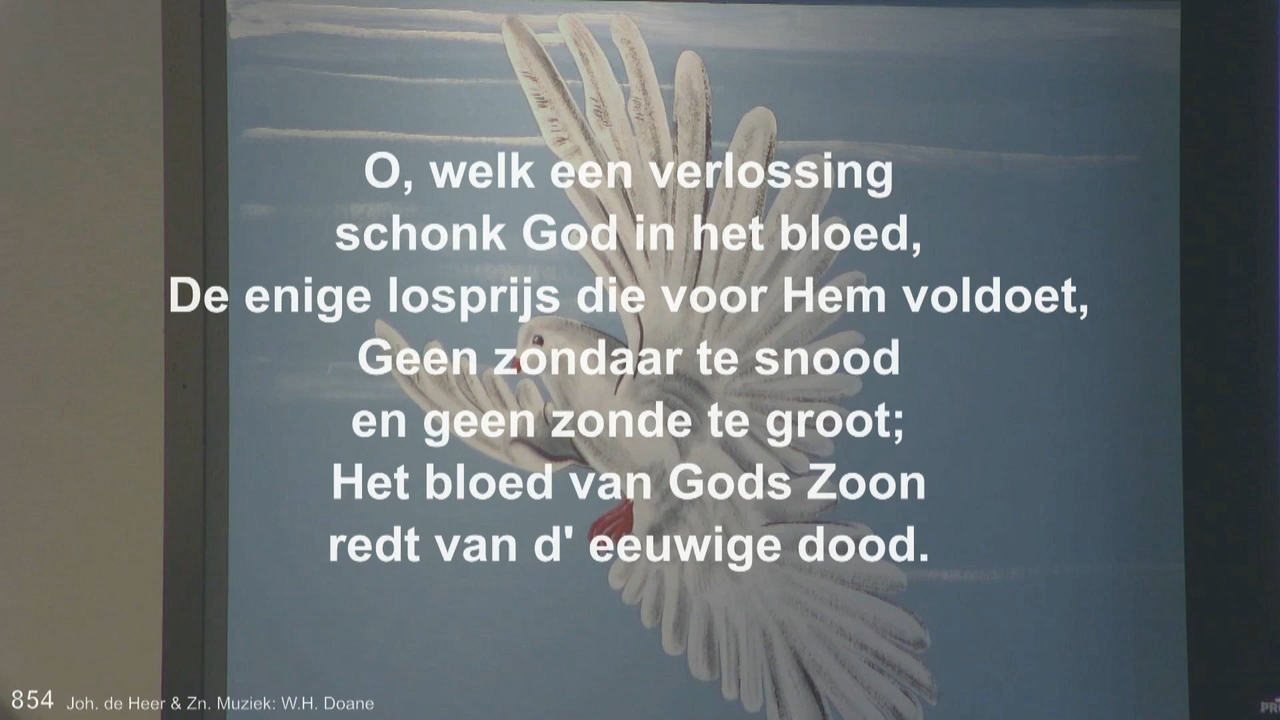 O, welk een verlossing
schonk God in het bloed,
De enige losprijs die voor Hem voldoet,
Geen zondaar te snood
en geen zonde te groot;
Het bloed van Gods Zoon
redt van d' eeuwige dood.
854 Joh. de Heer & Zn. Muziek: W.H. Doane